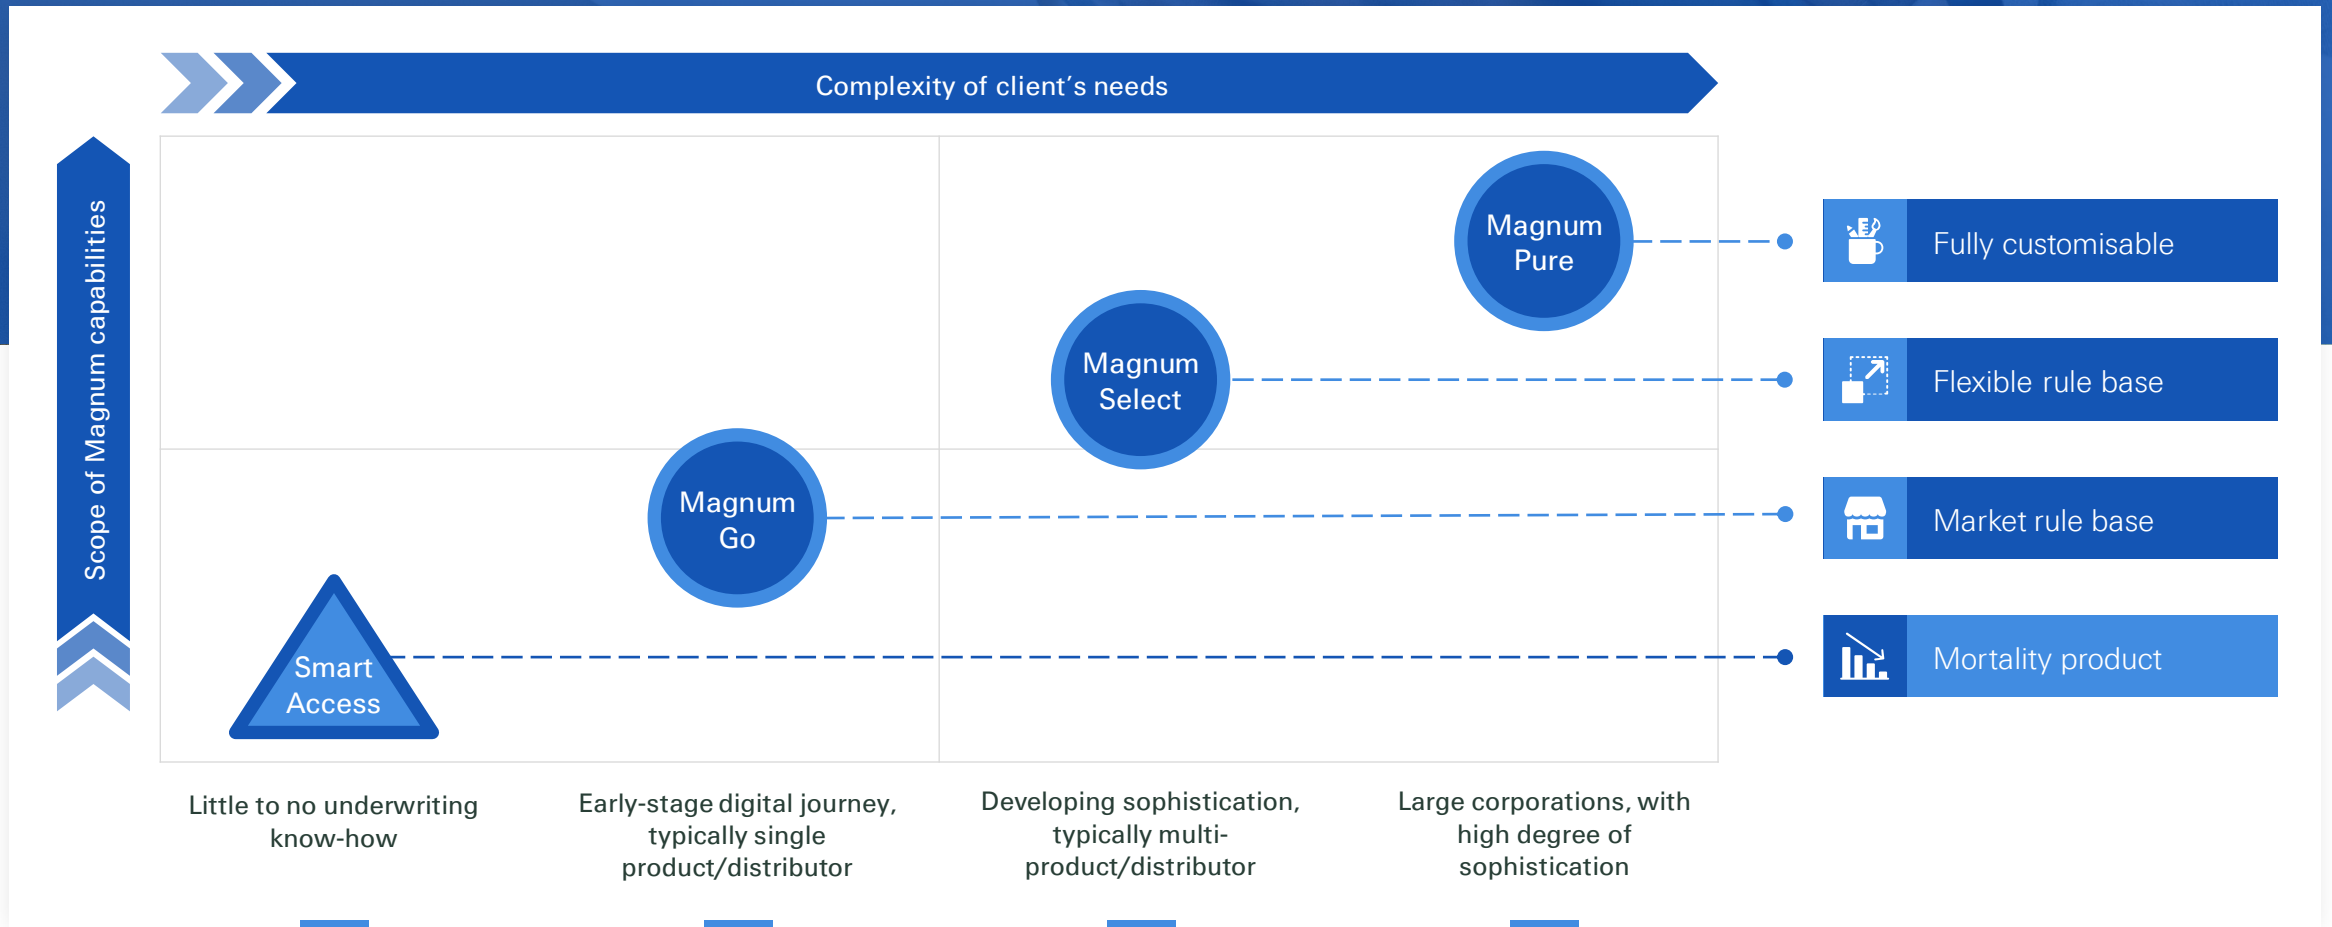 Complexity of client's needs
Scope of Magnum capabilities
Magnum
Pure
Fully customisable
Magnum
Select
Flexible rule base
Magnum
Go
Market rule base
Smart
Access
Mortality product
Little to no underwriting
know-how
Early-stage digital journey,
typically single
product/distributor
Developing sophistication,
typically multi-
product/distributor
Large corporations, with
high degree of
sophistication